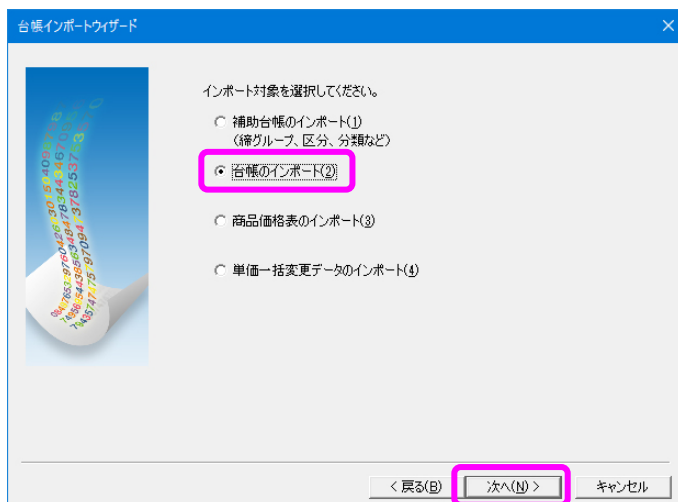 台帳インポートウィザード
インポート対象を選択してください。
補助台帳のインポート(1)
(締グループ、区分、分類など)
台帳のインポート(2)
商品価格表のインポート(3)
単価一括変更データのインポート(4)
< 戻る(B)
次へ(N) >
キャンセル